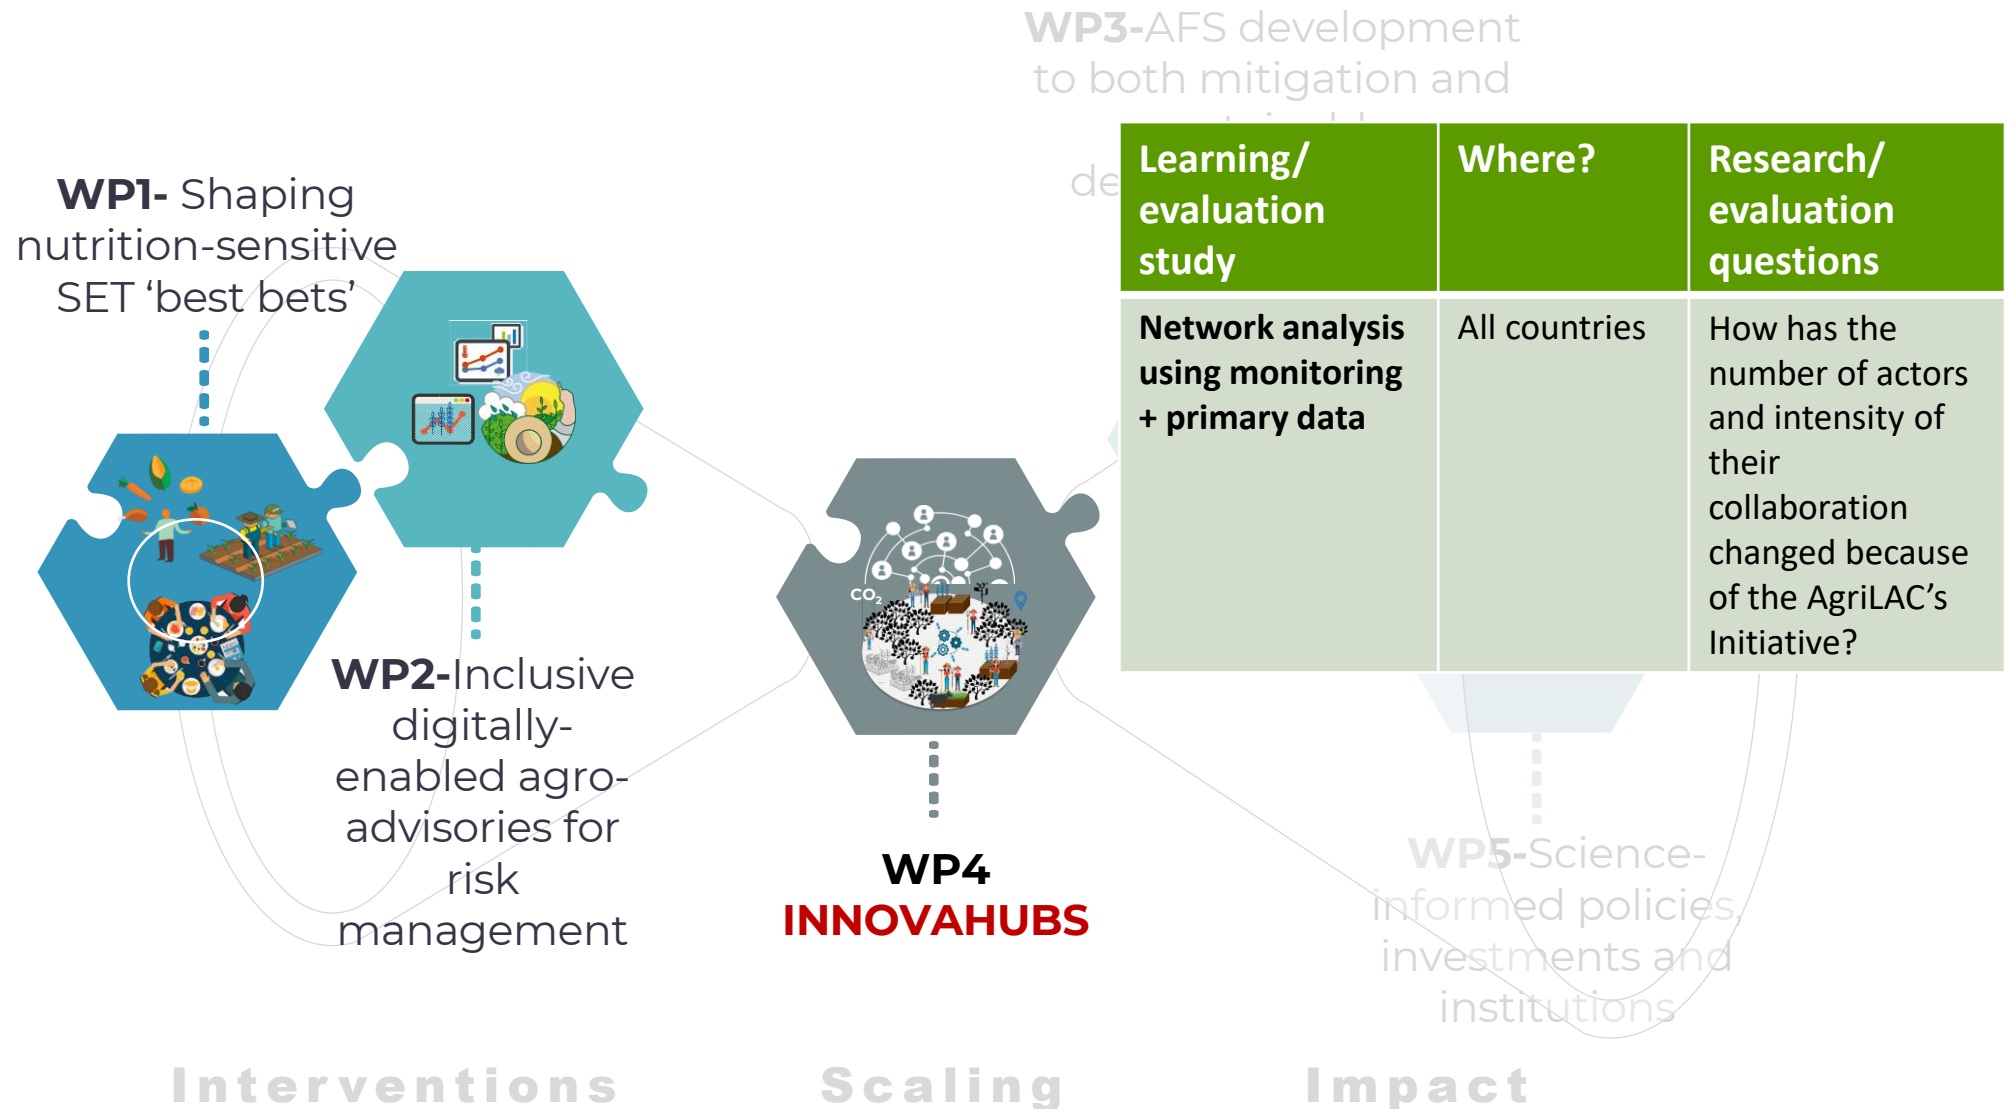 WP3-AFS development
to both mitigation and
de
WP1- Shaping
nutrition-sensitive
SET ‘best bets’
Learning/
evaluation
study
Where?
Research/
evaluation
questions
Network analysis
using monitoring
+ primary data
All countries
How has the
number of actors
and intensity of
their
collaboration
changed because
of the AgriLAC’s
Initiative?
CO₂
WP2-Inclusive
digitally-
enabled agro-
advisories for
risk
management
WP4
INNOVAHUBS
WP5-Science-
informed policies,
investments and
institutions
Interventions
Scaling
Impact